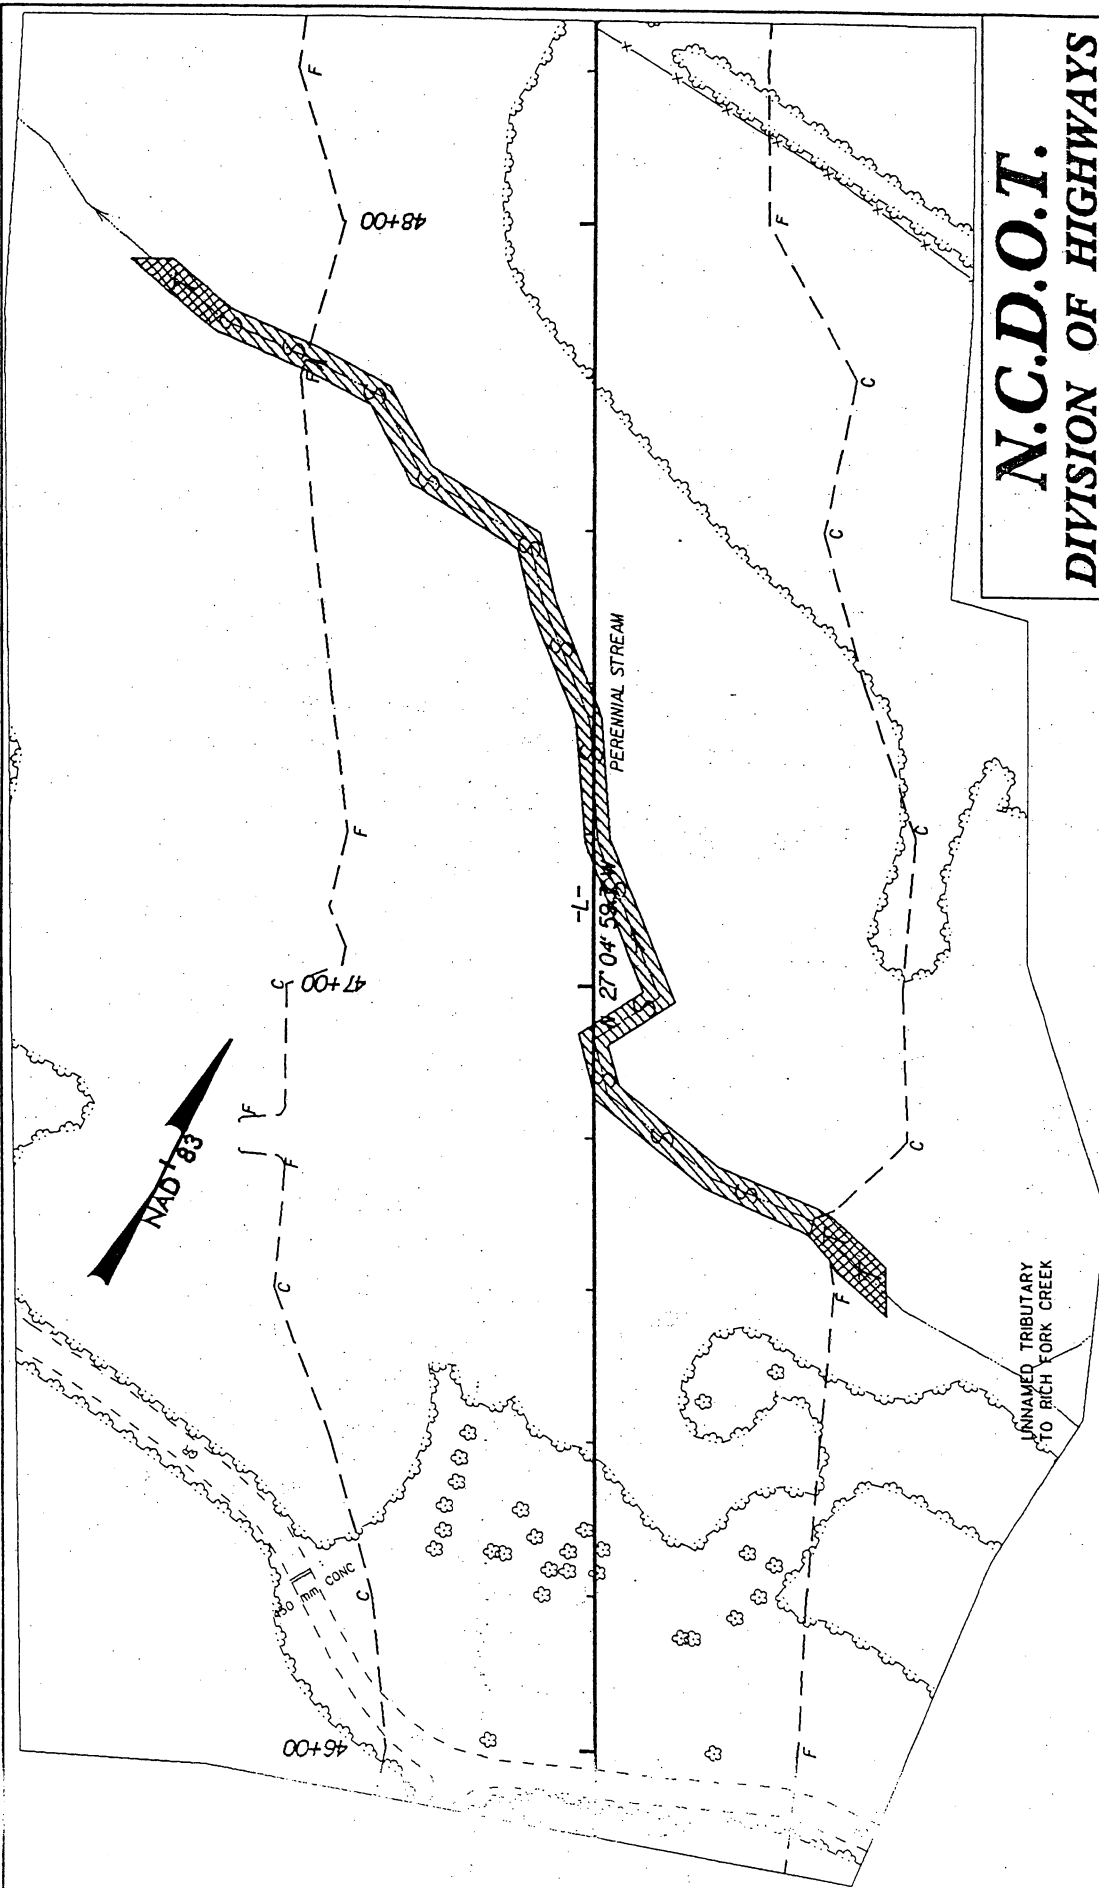 N.C.D.O.T.
DIVISION OF HIGHWAYS
48+00
47+00
46+00
F
F
F
C
F
F
C
C
F
C
C
C
C
F
F
-L-
PERENNIAL STREAM
NAD '83
GR
CONC
UNNAMED TRIBUTARY
TO RICH FORK CREEK